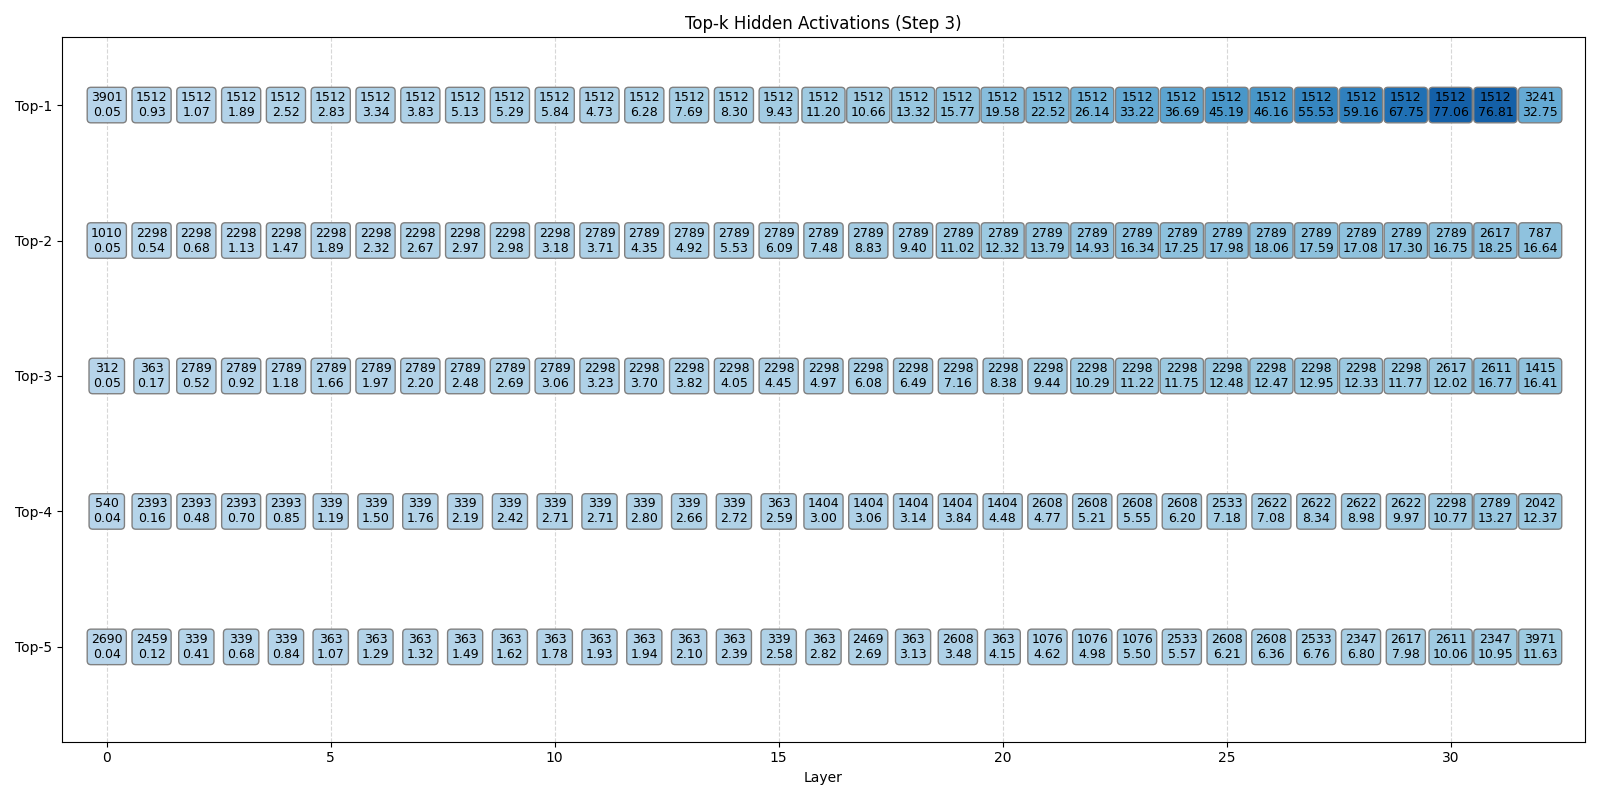 Top-k Hidden Activations (Step 3)
Top-1
3901 1512 1512 1512 1512 1512 1512 1512 1512 1512 1512 1512 1512 1512 1512 1512 1512 1512 1512 1512 1512 1512 1512 1512 1512 1512 1512 1512 1512 1512 1512 1512 3241
0.05 0.93 1.07 1.89 2.52 2.83 3.34 3.83 5.13 5.29 5.84 4.73 6.28 7.69 8.30 9.43 11.20 10.66 13.32 15.77 19.58 22.52 26.14 33.22 36.69 45.19 46.16 55.53 59.16 67.75 77.06 76.81 32.75
Top-2
1010 2298 2298 2298 2298 2298 2298 2298 2298 2298 2298 2789 2789 2789 2789 2789 2789 2789 2789 2789 2789 2789 2789 2789 2789 2789 2789 2789 2789 2789 2789 2617 787
0.05 0.54 0.68 1.13 1.47 1.89 2.32 2.67 2.97 2.98 3.18 3.71 4.35 4.92 5.53 6.09 7.48 8.83 9.40 11.02 12.32 13.79 14.93 16.34 17.25 17.98 18.06 17.59 17.08 17.30 16.75 18.25 16.64
Top-3
312 363 2789 2789 2789 2789 2789 2789 2789 2789 2789 2298 2298 2298 2298 2298 2298 2298 2298 2298 2298 2298 2298 2298 2298 2298 2298 2298 2298 2298 2617 2611 1415
0.05 0.17 0.52 0.92 1.18 1.66 1.97 2.20 2.48 2.69 3.06 3.23 3.70 3.82 4.05 4.45 4.97 6.08 6.49 7.16 8.38 9.44 10.29 11.22 11.75 12.48 12.47 12.95 12.33 11.77 12.02 16.77 16.41
Top-4
540 2393 2393 2393 2393 339 339 339 339 339 339 339 339 339 339 363 1404 1404 1404 1404 1404 2608 2608 2608 2608 2533 2622 2622 2622 2622 2298 2789 2042
0.04 0.16 0.48 0.70 0.85 1.19 1.50 1.76 2.19 2.42 2.71 2.71 2.80 2.66 2.72 2.59 3.00 3.06 3.14 3.84 4.48 4.77 5.21 5.55 6.20 7.18 7.08 8.34 8.98 9.97 10.77 13.27 12.37
Top-5
2690 2459 339 339 339 363 363 363 363 363 363 363 363 363 363 339 363 2469 363 2608 363 1076 1076 1076 2533 2608 2608 2533 2347 2617 2611 2347 3971
0.04 0.12 0.41 0.68 0.84 1.07 1.29 1.32 1.49 1.62 1.78 1.93 1.94 2.10 2.39 2.58 2.82 2.69 3.13 3.48 4.15 4.62 4.98 5.50 5.57 6.21 6.36 6.76 6.80 7.98 10.06 10.95 11.63
0 5 10 15 20 25 30
Layer